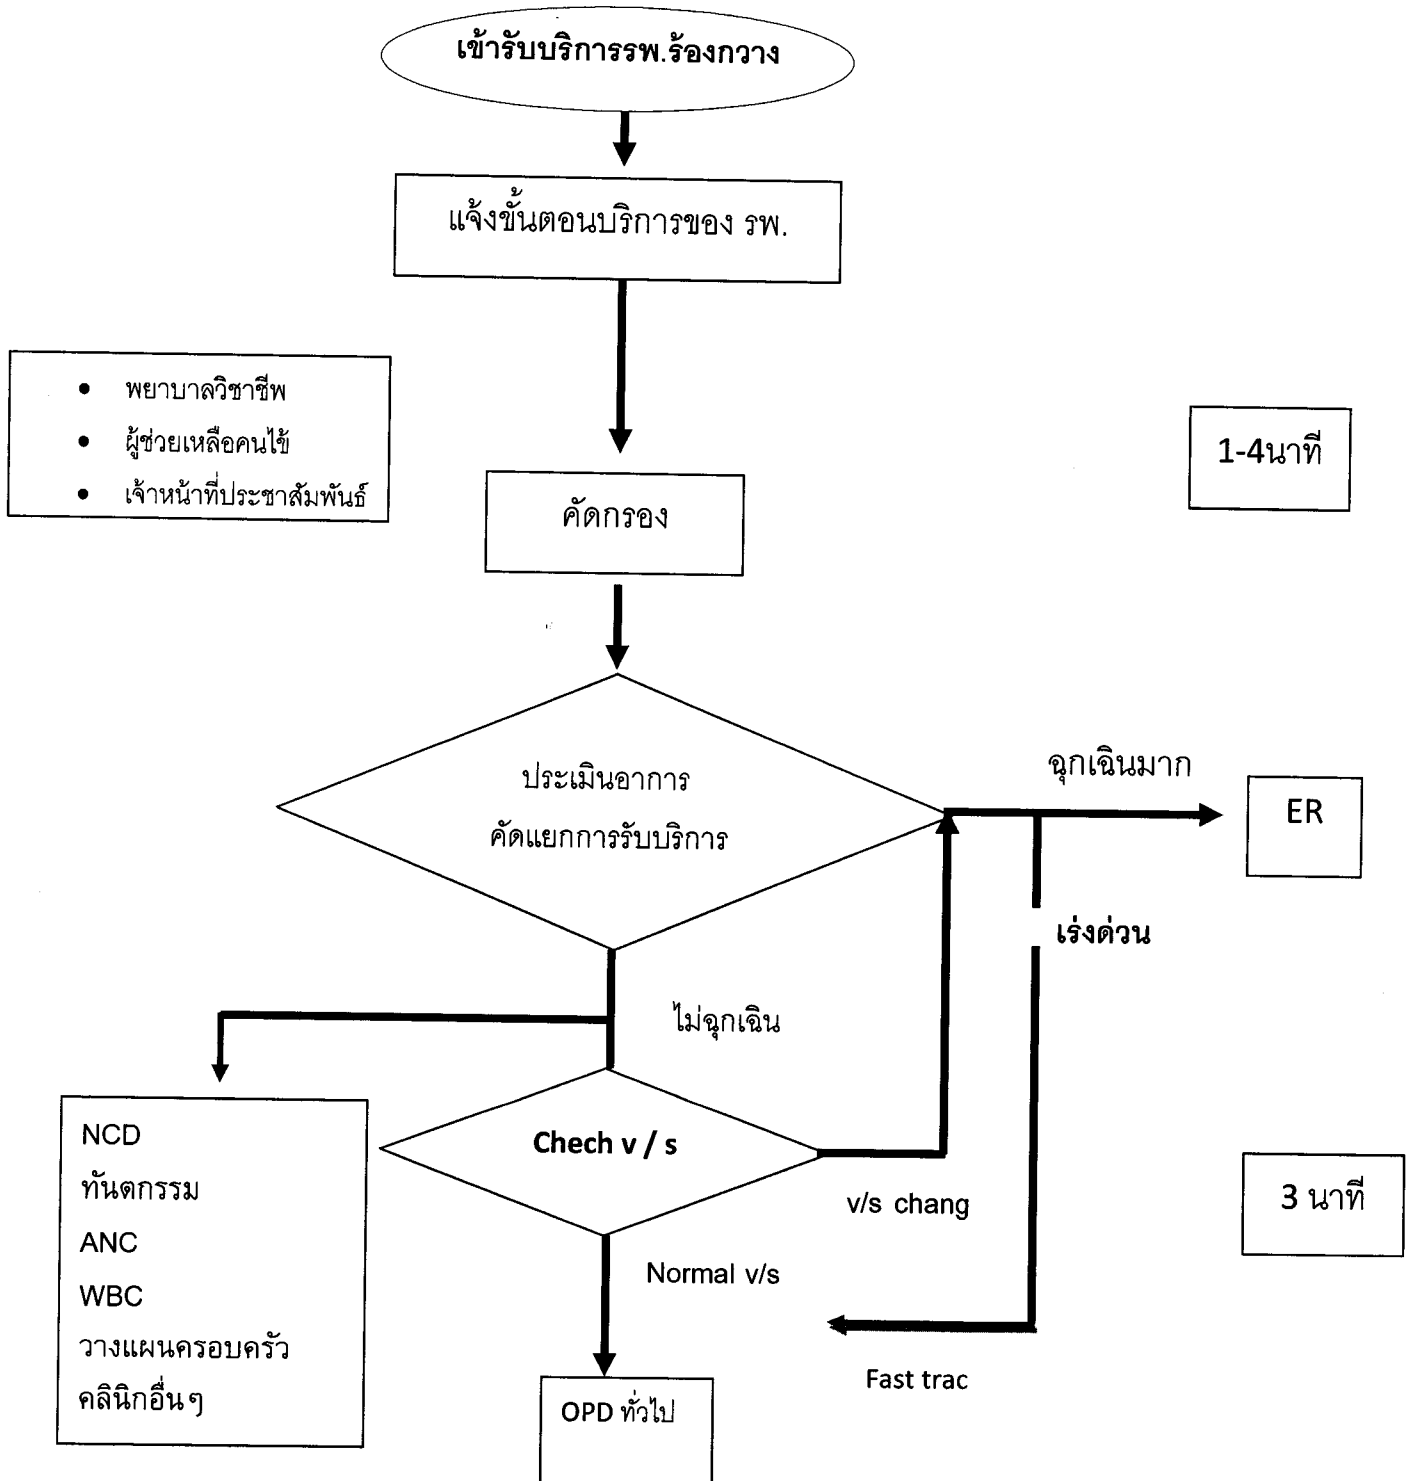 เข้ารับบริการรพ.ร้องกวาง
แจ้งขั้นตอนบริการของ รพ.
• พยาบาลวิชาชีพ
• ผู้ช่วยเหลือคนไข้
• เจ้าหน้าที่ประชาสัมพันธ์
1-4นาที
คัดกรอง
ประเมินอาการ
คัดแยกการรับบริการ
ฉุกเฉินมาก
ER
เร่งด่วน
ไม่ฉุกเฉิน
NCD
ทันตกรรม
ANC
WBC
วางแผนครอบครัว
คลินิกอื่นๆ
Chech v / s
v/s chang
3 นาที
Normal v/s
Fast trac
OPD ทั่วไป